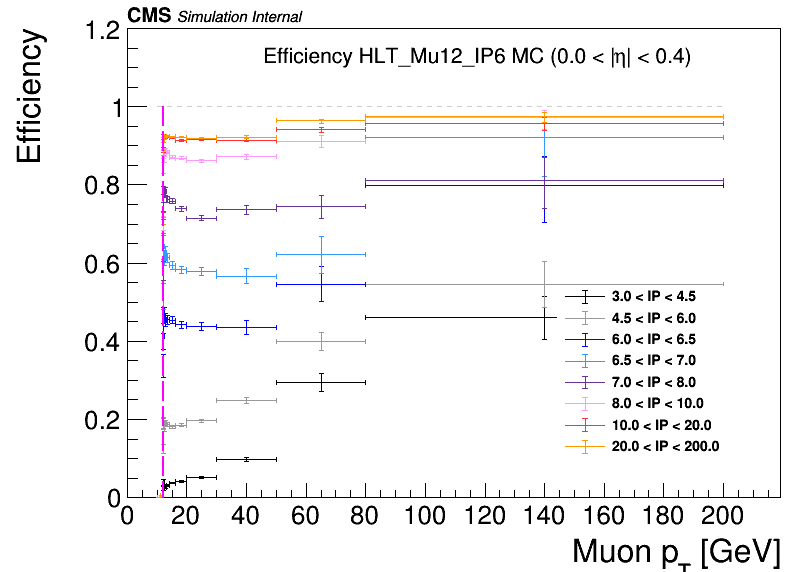 CMS Simulation Internal
Efficiency HLT_Mu12_IP6 MC (0.0 < |η| < 0.4)
Efficiency
1.2
1
0.8
0.6
0.4
0.2
0
3.0 < IP < 4.5
4.5 < IP < 6.0
6.0 < IP < 6.5
6.5 < IP < 7.0
7.0 < IP < 8.0
8.0 < IP < 10.0
10.0 < IP < 20.0
20.0 < IP < 200.0
0 20 40 60 80 100 120 140 160 180 200
Muon p_T [GeV]